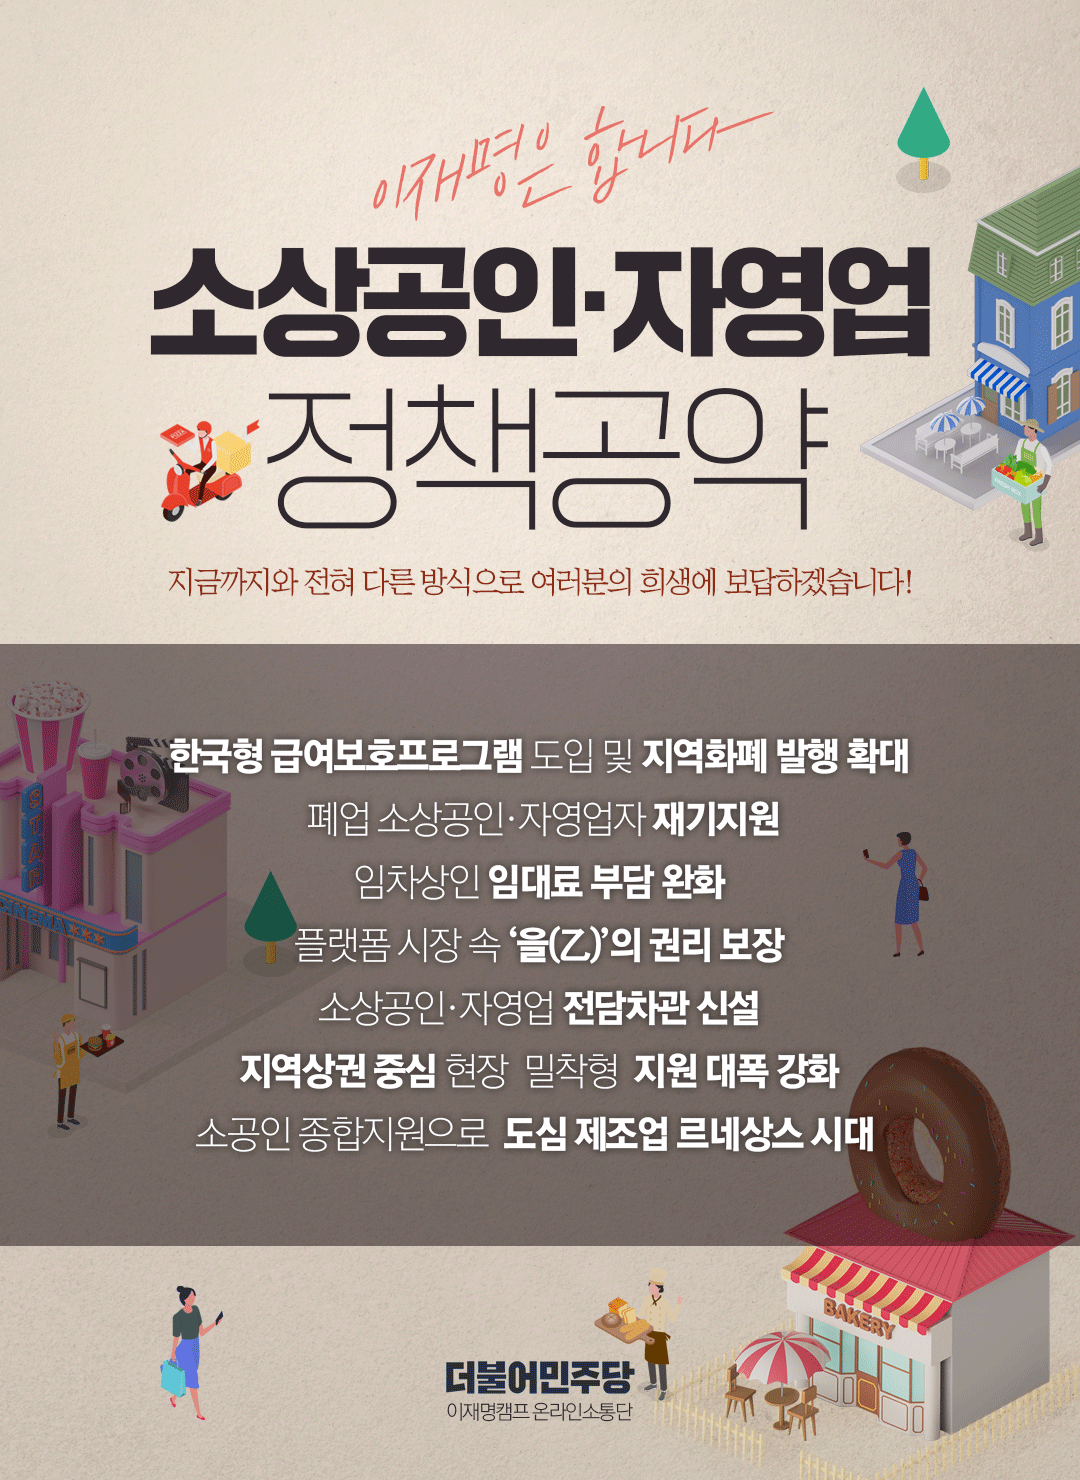 이재명은 합니다
소상공인·자영업
정책공약
PIZZA
지금까지와 전혀 다른 방식으로 여러분의 희생에 보답하겠습니다!
한국형 급여보호프로그램 도입 및 지역화폐 발행 확대
폐업 소상공인·자영업자 재기지원
임차상인 임대료 부담 완화
플랫폼 시장 속 ‘을(乙)’의 권리 보장
소상공인·자영업 전담차관 신설
지역상권 중심 현장 밀착형 지원 대폭 강화
소공인 종합지원으로 도심 제조업 르네상스 시대
STAR
CINEMA
BAKERY
더불어민주당
이재명캠프 온라인소통단